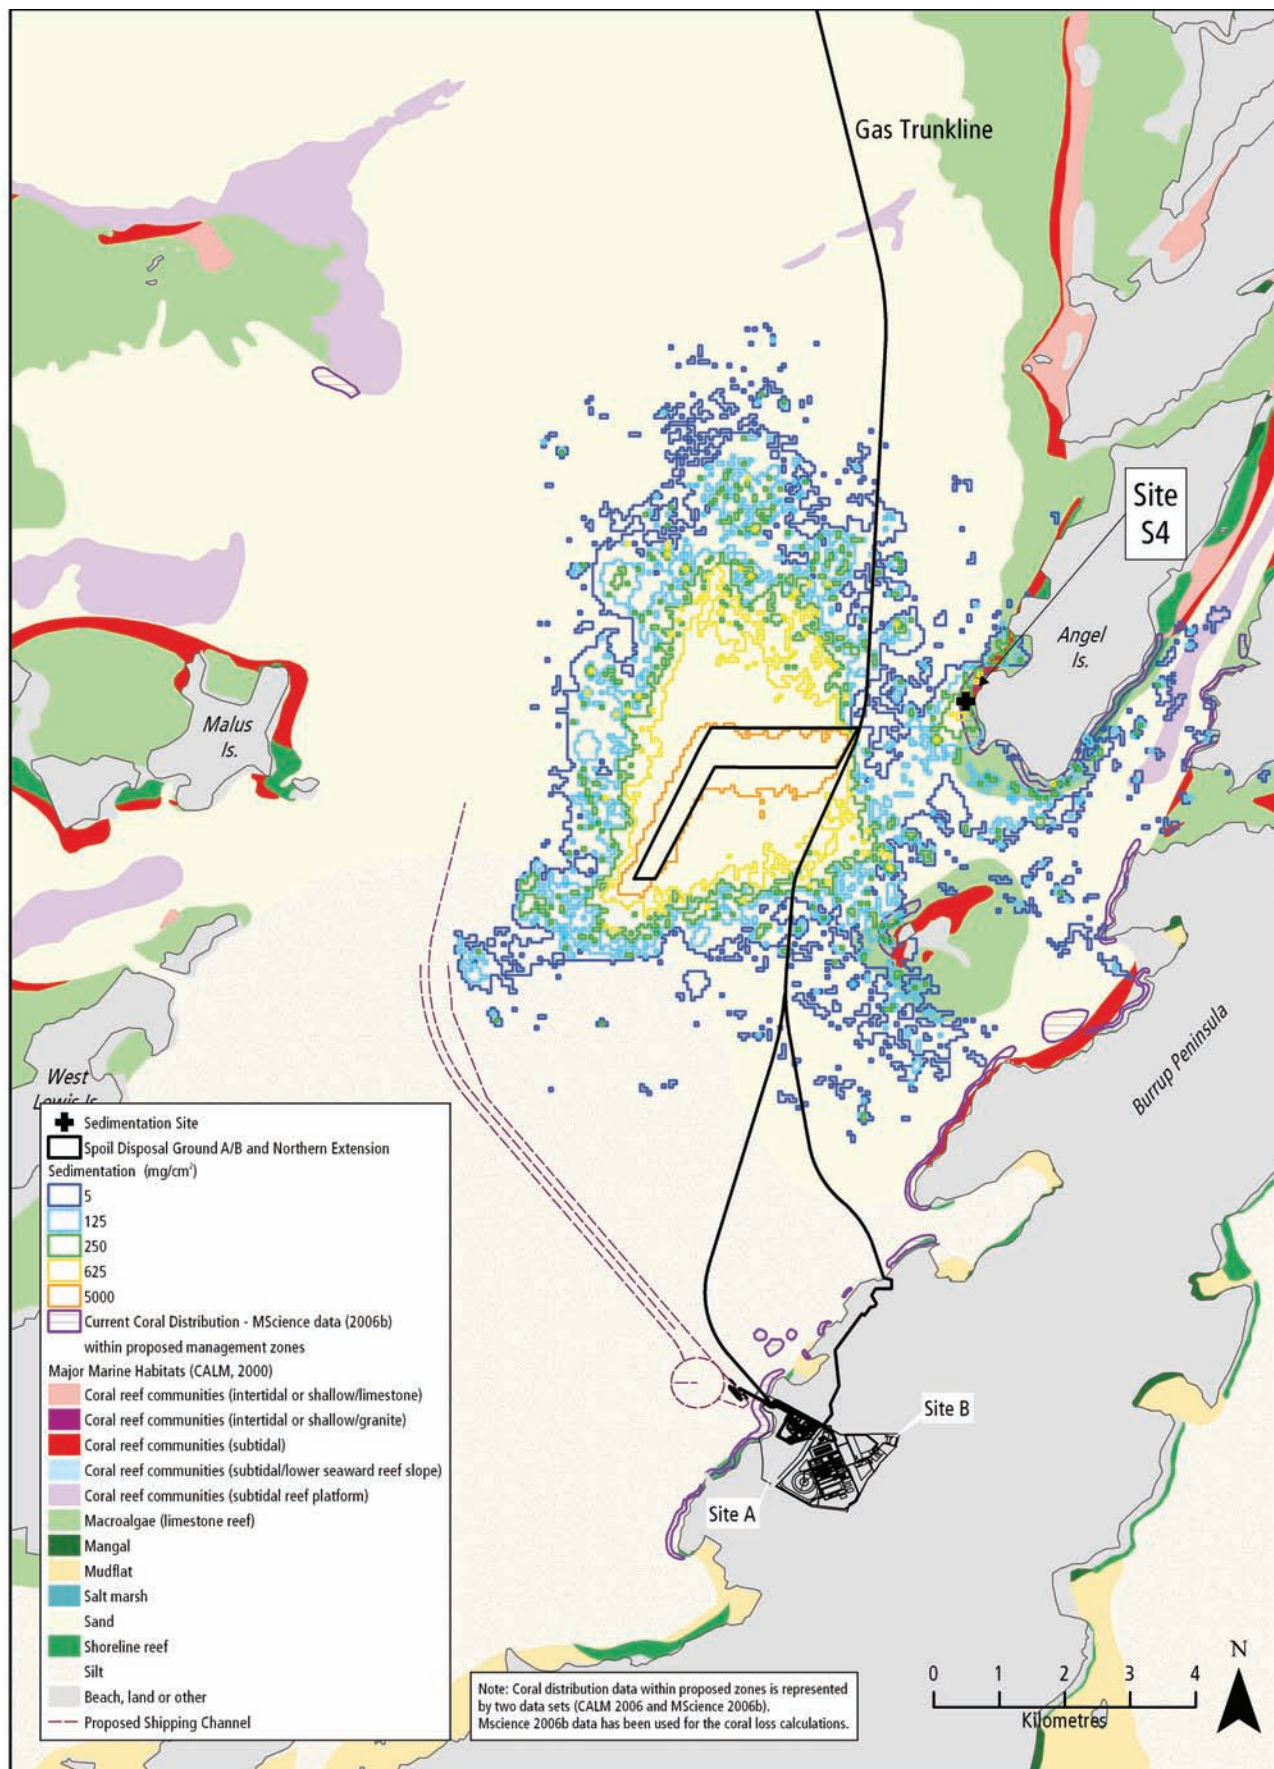 Gas Trunkline
Site
S4
Angel
Is.
Malus
Is.
Burrup Peninsula
West
Lewis Is.
Sedimentation Site
Spoil Disposal Ground A/B and Northern Extension
Sedimentation (mg/cm²)
5
125
250
625
5000
Current Coral Distribution - MScience data (2006b)
within proposed management zones
Major Marine Habitats (CALM, 2000)
Coral reef communities (intertidal or shallow/limestone)
Coral reef communities (intertidal or shallow/granite)
Coral reef communities (subtidal)
Coral reef communities (subtidal/lower seaward reef slope)
Coral reef communities (subtidal reef platform)
Macroalgae (limestone reef)
Mangal
Mudflat
Salt marsh
Sand
Shoreline reef
Silt
Beach, land or other
Proposed Shipping Channel
Site B
Site A
Note: Coral distribution data within proposed zones is represented
by two data sets (CALM 2006 and MScience 2006b).
Mscience 2006b data has been used for the coral loss calculations.
0 1 2 3 4
Kilometres
N